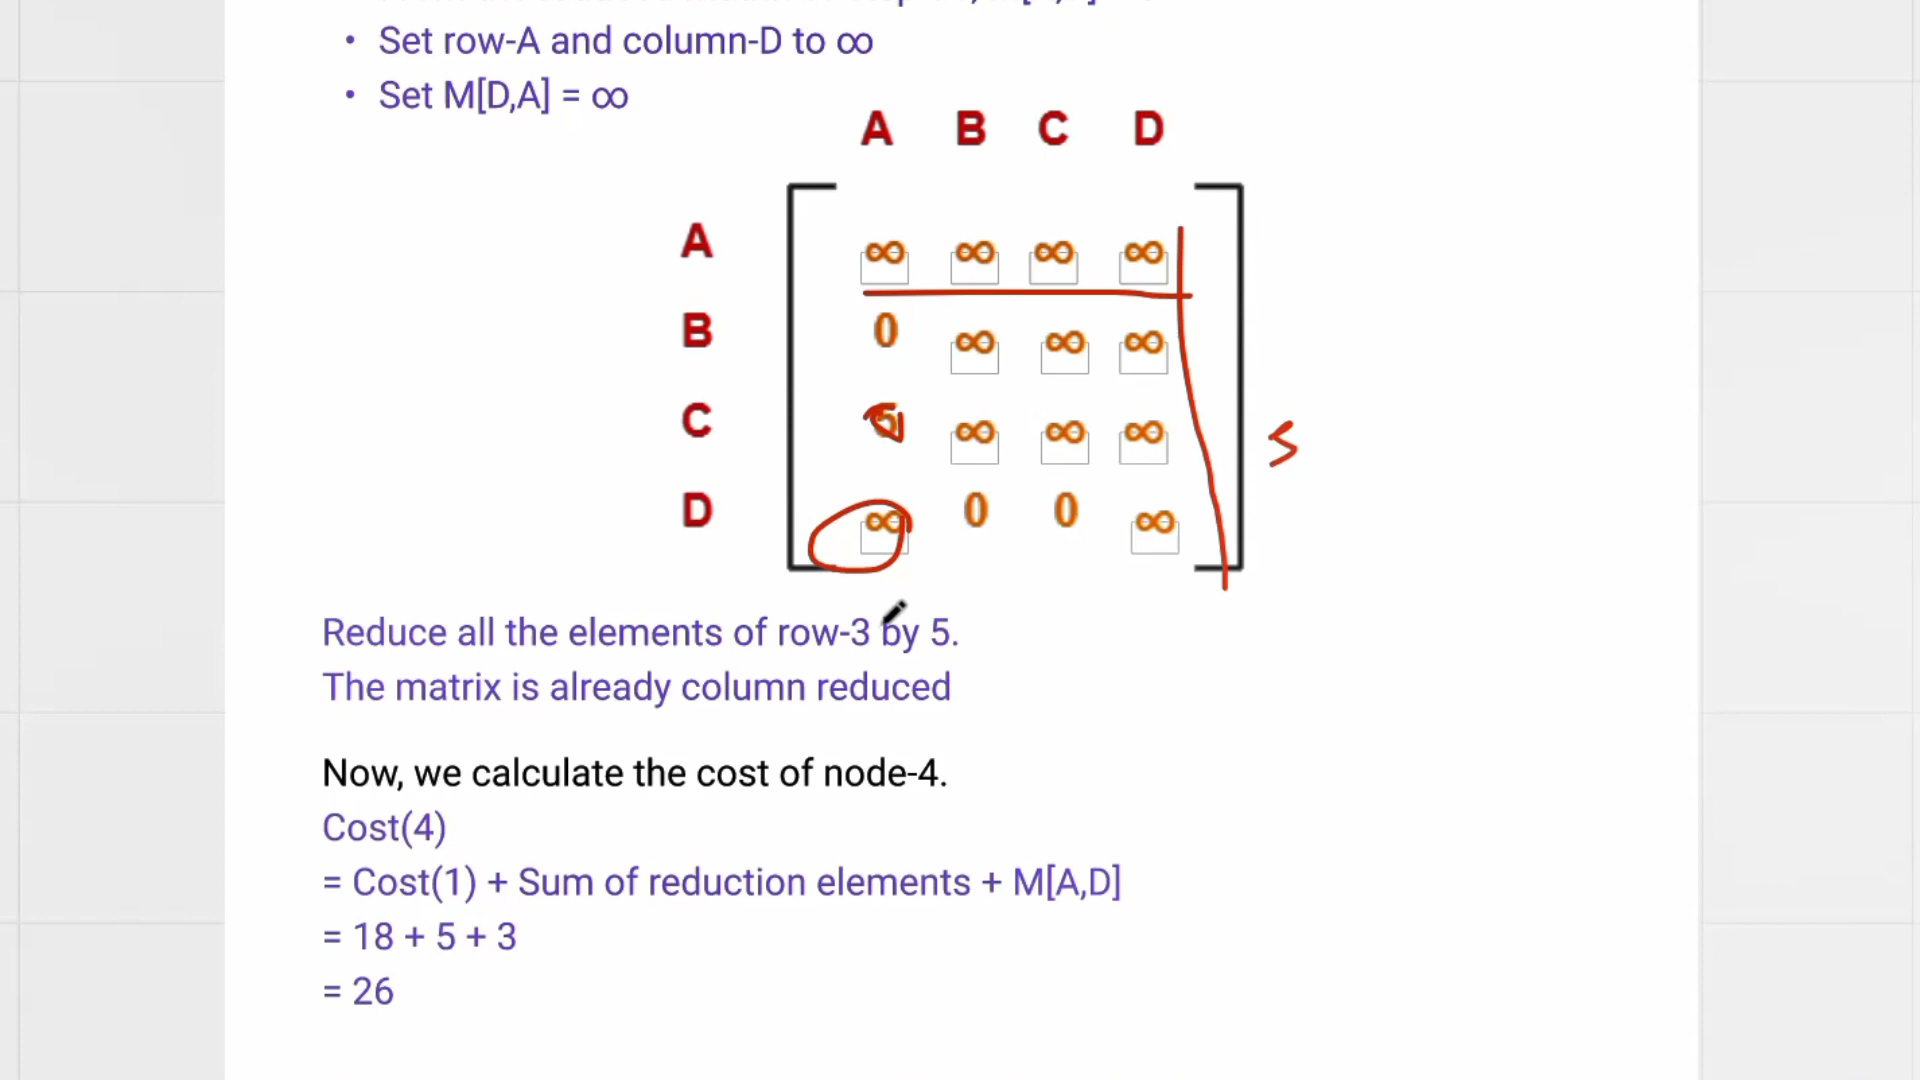 • Set row-A and column-D to ∞
• Set M[D,A] = ∞
A B C D
A ∞ ∞ ∞ ∞
B 0 ∞ ∞ ∞
C 5 ∞ ∞ ∞ 5
D ∞ 0 0 ∞
Reduce all the elements of row-3 by 5.
The matrix is already column reduced
Now, we calculate the cost of node-4.
Cost(4)
= Cost(1) + Sum of reduction elements + M[A,D]
= 18 + 5 + 3
= 26